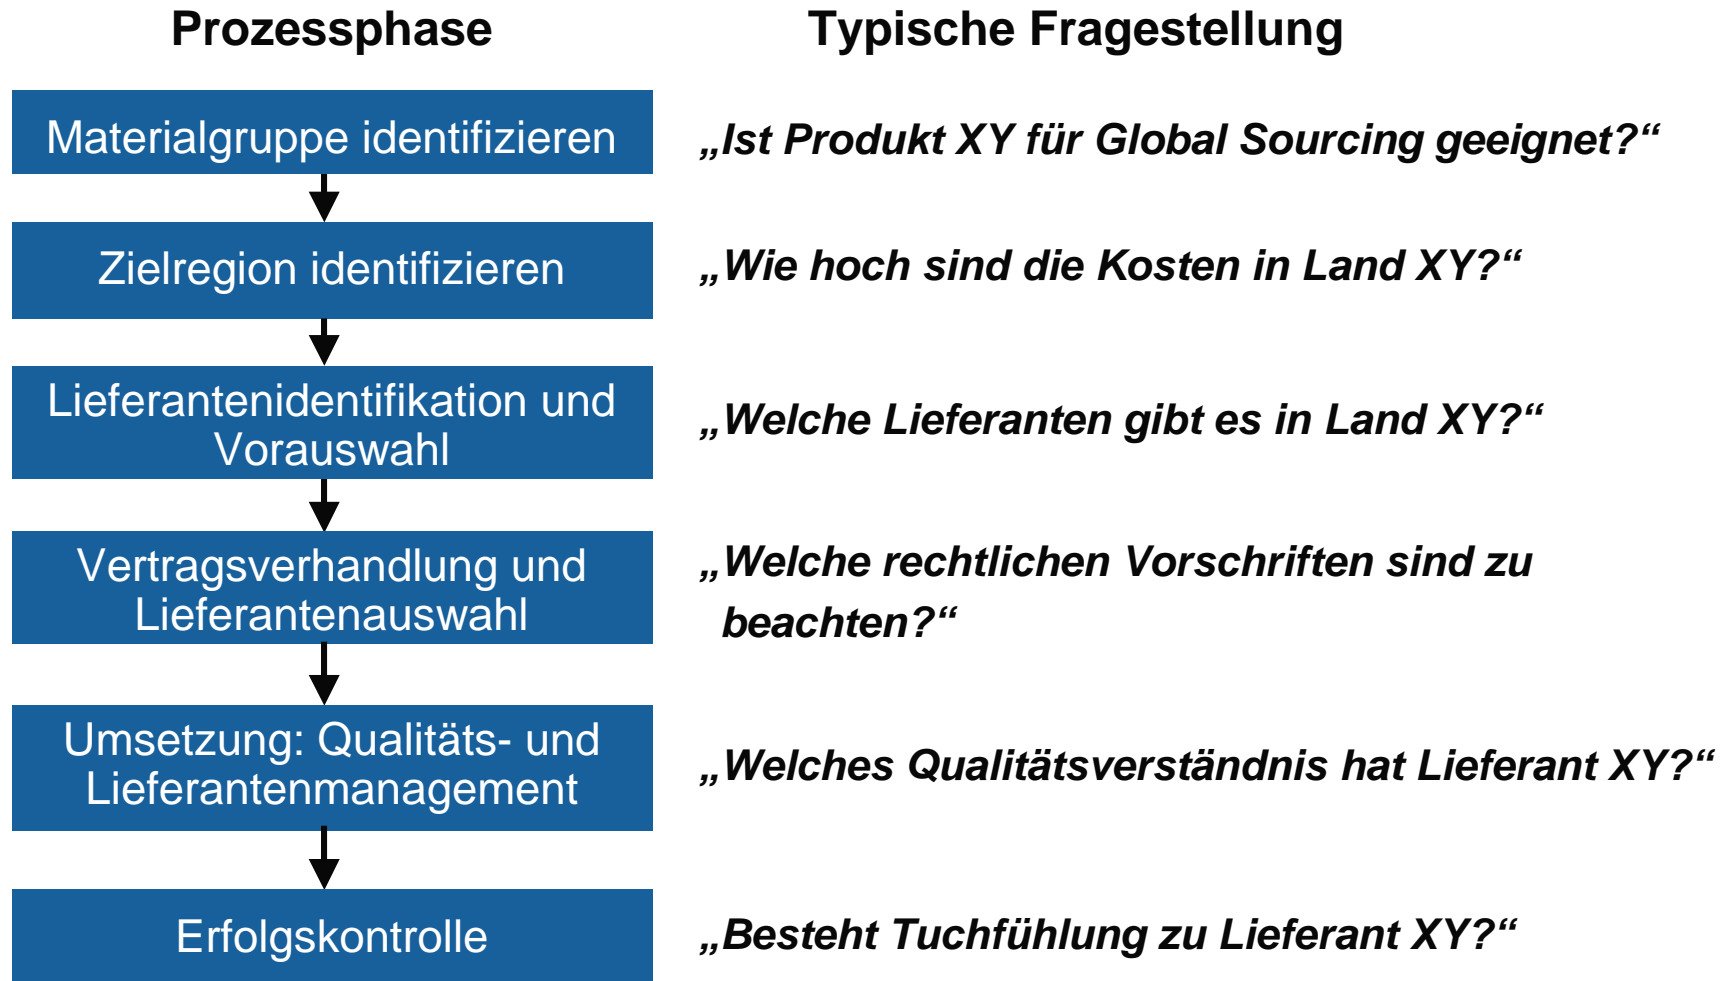 Prozessphase
Typische Fragestellung
Materialgruppe identifizieren
„Ist Produkt XY für Global Sourcing geeignet?“
Zielregion identifizieren
„Wie hoch sind die Kosten in Land XY?“
Lieferantenidentifikation und
Vorauswahl
„Welche Lieferanten gibt es in Land XY?“
Vertragsverhandlung und
Lieferantenauswahl
„Welche rechtlichen Vorschriften sind zu
beachten?“
Umsetzung: Qualitäts- und
Lieferantenmanagement
„Welches Qualitätsverständnis hat Lieferant XY?“
Erfolgskontrolle
„Besteht Tuchfühlung zu Lieferant XY?“